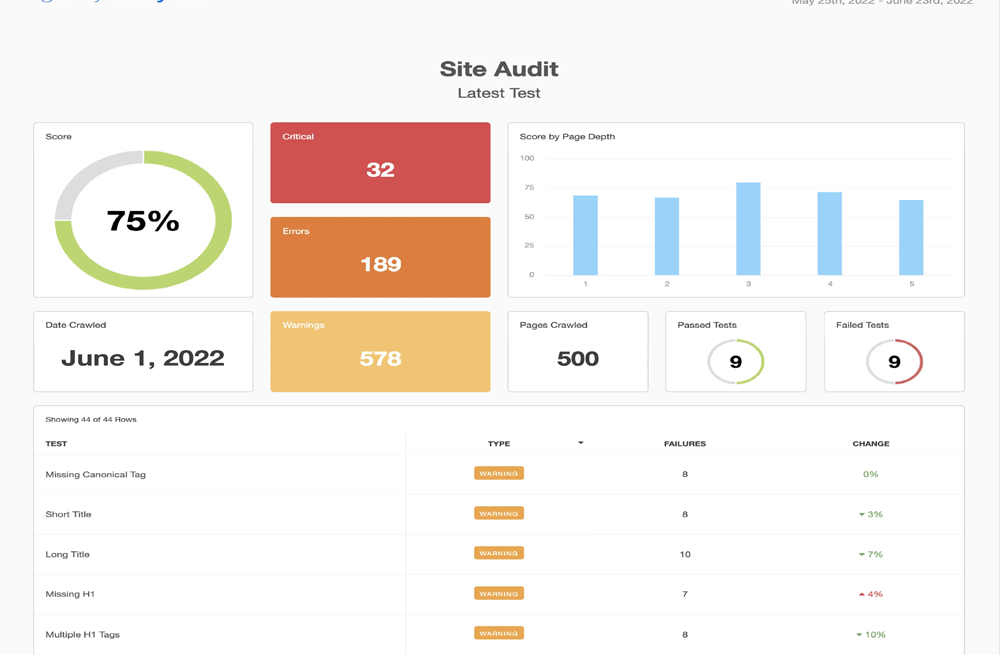 May 25th, 2022 - June 23rd, 2022
Site Audit
Latest Test
Score
75%
Critical
32
Errors
189
Score by Page Depth
100
75
50
25
0
1 2 3 4 5
Date Crawled
June 1, 2022
Warnings
578
Pages Crawled
500
Passed Tests
9
Failed Tests
9
Showing 44 of 44 Rows
TEST TYPE FAILURES CHANGE
Missing Canonical Tag WARNING 8 0%
Short Title WARNING 8 3%
Long Title WARNING 10 7%
Missing H1 WARNING 7 4%
Multiple H1 Tags WARNING 8 10%